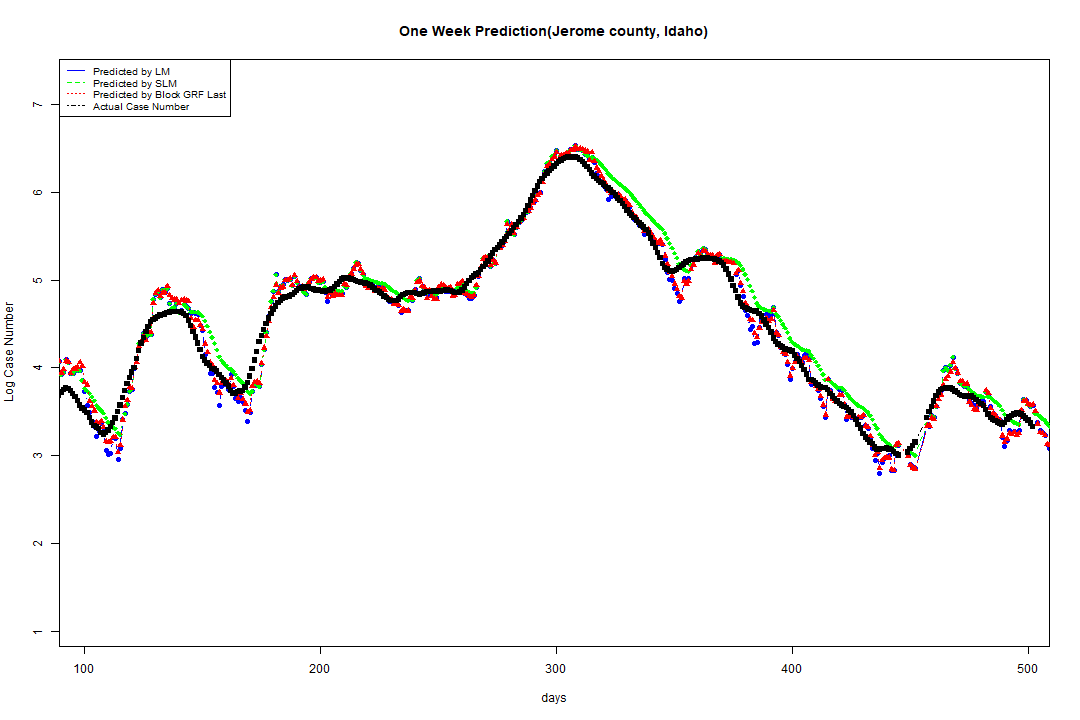 One Week Prediction(Jerome county, Idaho)
Predicted by LM
Predicted by SLM
Predicted by Block GRF Last
Actual Case Number
Log Case Number
7
6
5
4
3
2
1
100 200 300 400 500
days